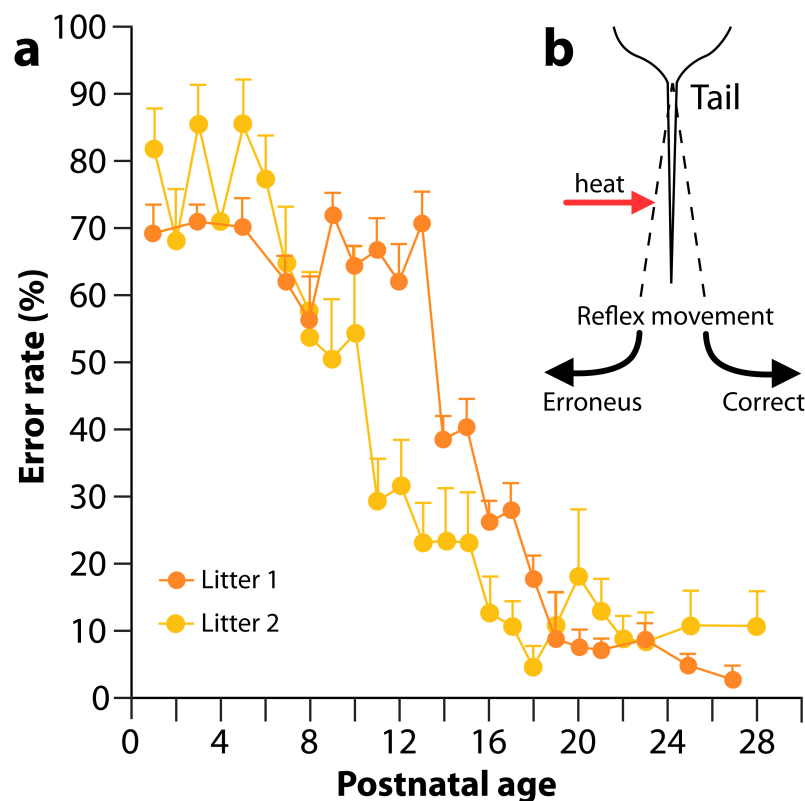 a
100
90
80
70
60
50
40
30
20
10
0
Error rate (%)
Litter 1
Litter 2
0 4 8 12 16 20 24 28
Postnatal age
b
Tail
heat
Reflex movement
Erroneus Correct